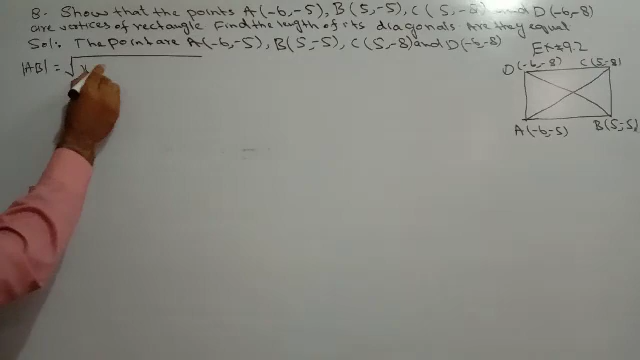 8. Show that the points A(-6,-5), B(5,-5), C(5,-8) and D(-6,-8)
are vertices of rectangle Find the length of its diagonals Are they equal
Sol:. The point are A(-6,-5), B(5,-5), C(5,-8) and D(-6,-8)
Ex#9.2
|AB| = √x
D(-6,-8) C(5,-8)
A(-6,-5) B(5,-5)